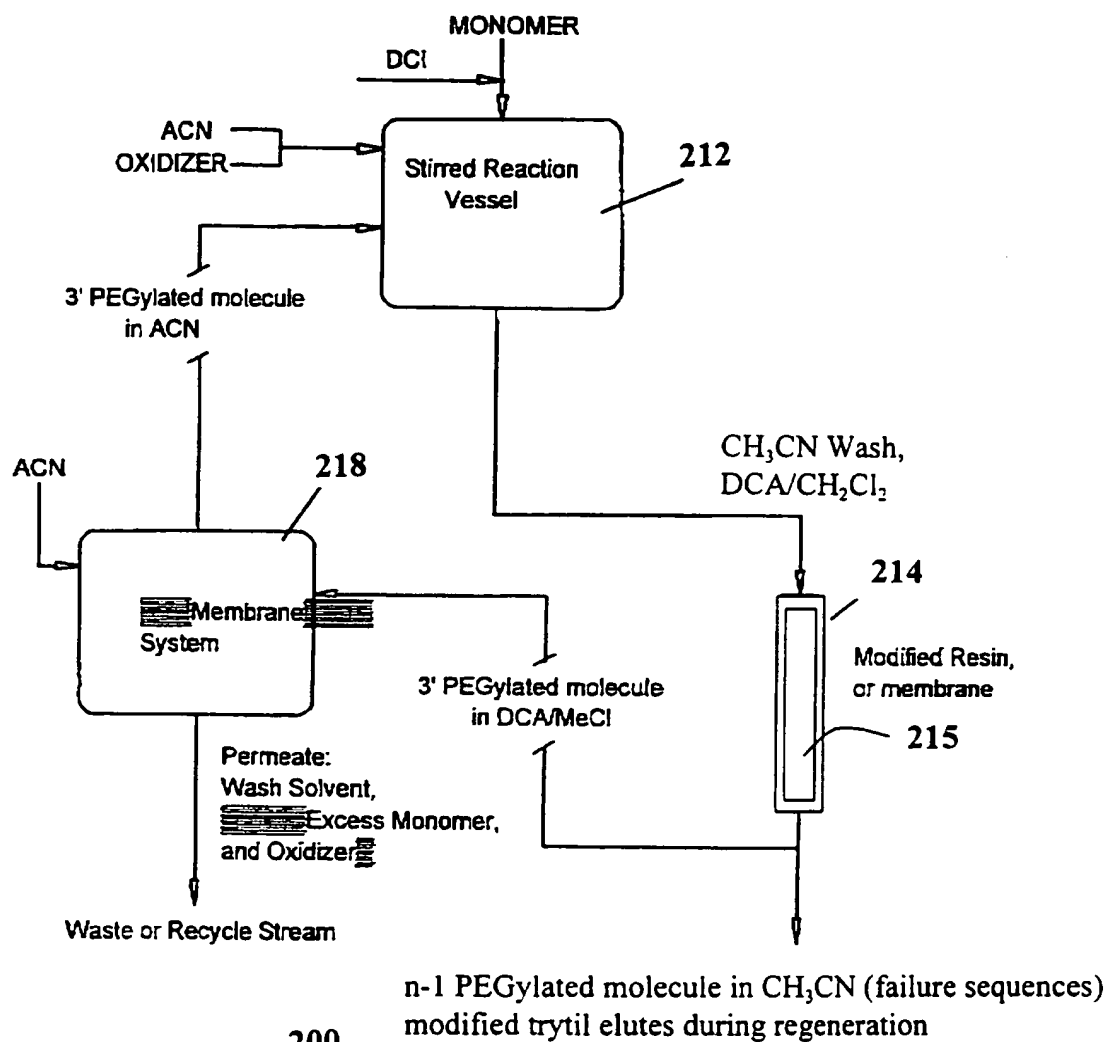 MONOMER
DCI
ACN
OXIDIZER
Stirred Reaction
Vessel
212
3' PEGylated molecule
in ACN
ACN
218
CH₃CN Wash,
DCA/CH₂Cl₂
214
Membrane
System
Modified Resin,
or membrane
3' PEGylated molecule
in DCA/MeCl
215
Permeate:
Wash Solvent,
Excess Monomer,
and Oxidizer
Waste or Recycle Stream
n-1 PEGylated molecule in CH₃CN (failure sequences)
modified trytil elutes during regeneration
200